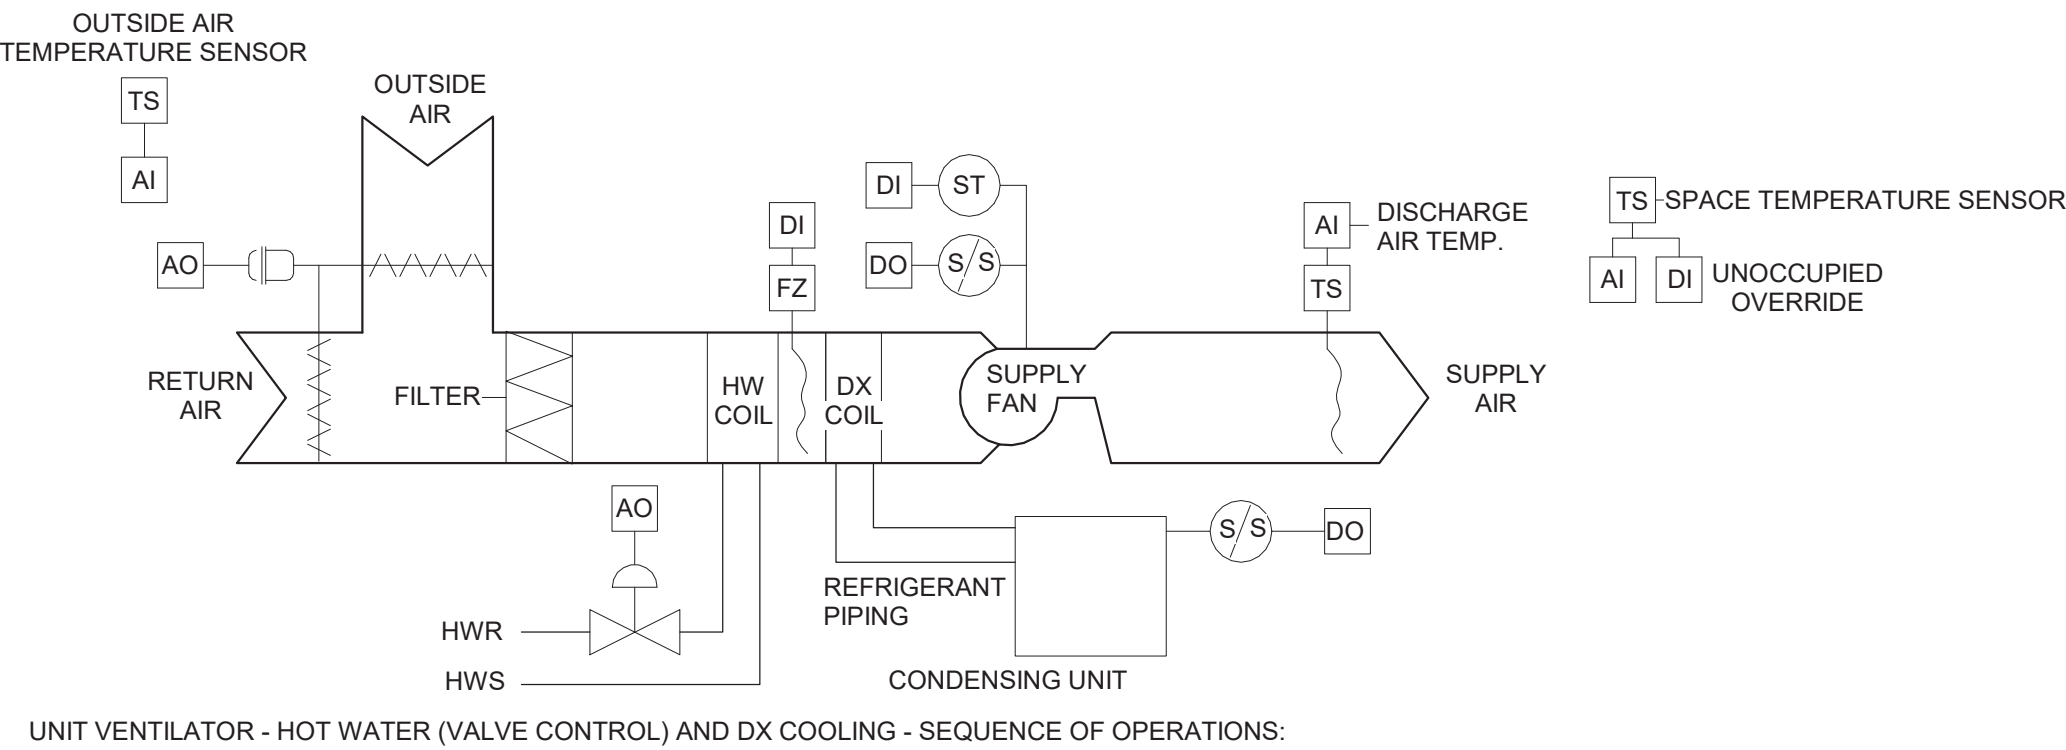 OUTSIDE AIR
TEMPERATURE SENSOR
TS
AI
OUTSIDE
AIR
AO
DI
FZ
DI
ST
DO
S/S
AI
DISCHARGE
AIR TEMP.
TS
TS
SPACE TEMPERATURE SENSOR
AI
DI
UNOCCUPIED
OVERRIDE
RETURN
AIR
FILTER
HW
COIL
DX
COIL
SUPPLY
FAN
SUPPLY
AIR
AO
HWR
HWS
REFRIGERANT
PIPING
S/S
DO
CONDENSING UNIT
UNIT VENTILATOR - HOT WATER (VALVE CONTROL) AND DX COOLING - SEQUENCE OF OPERATIONS: